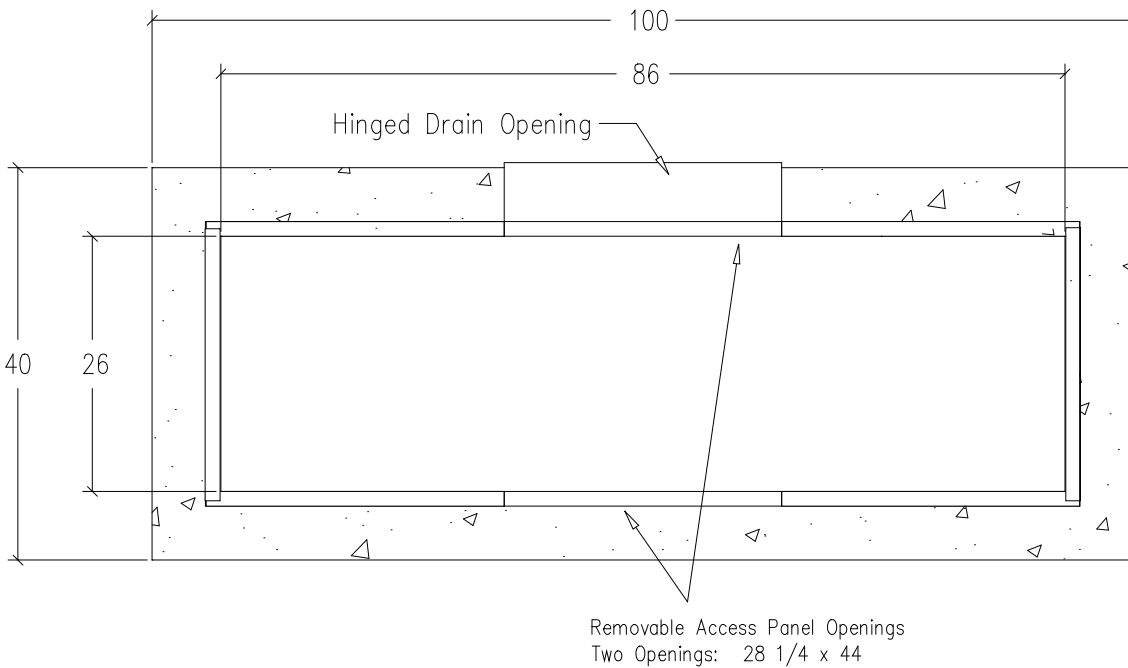 100
86
Hinged Drain Opening
40
26
Removable Access Panel Openings
Two Openings: 28 1/4 x 44